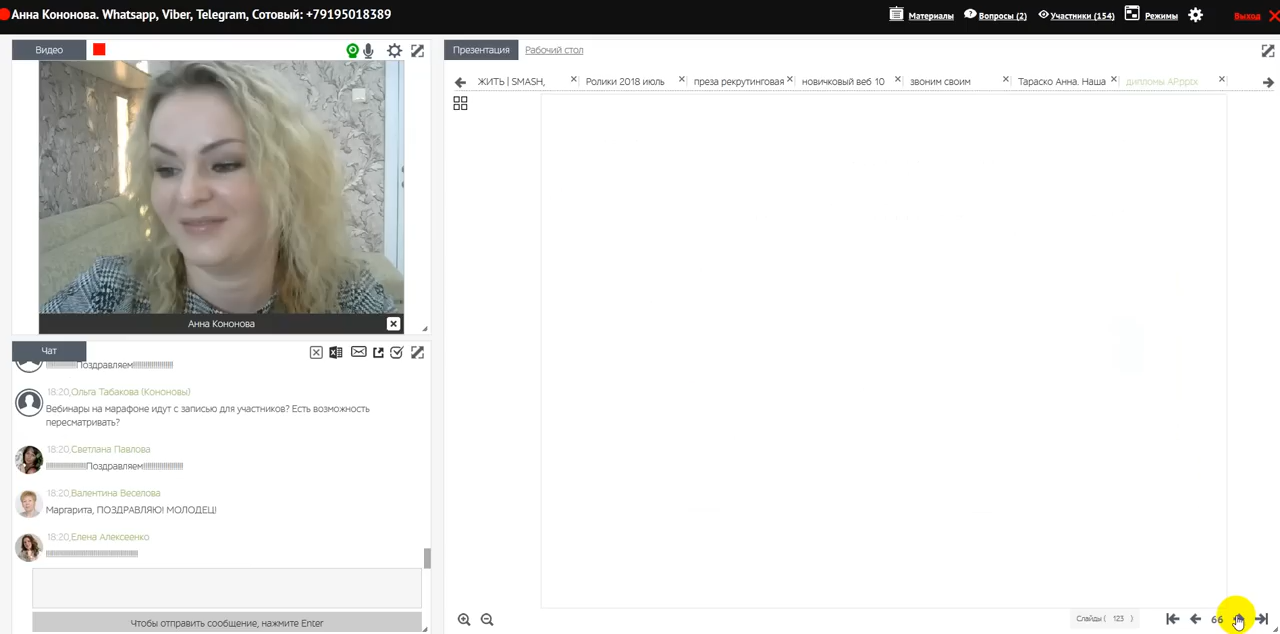 Анна Кононова. Whatsapp, Viber, Telegram, Сотовый: +79195018389
Материалы
Вопросы (2)
Участники (154)
Режимы
Выход
Видео
Анна Кононова
Презентация
Рабочий стол
ЖИТЬ | SMASH,
Ролики 2018 июль
преза рекрутинговая
новичковый веб 10
звоним своим
Тараско Анна. Наша
дипломы АР.pptx
Чат
!!!!!!!!!!!!!!!!!Поздравляем!!!!!!!!!!!!!!!!!!!!!
18:20,Ольга Табакова (Кононовы)
Вебинары на марафоне идут с записью для участников? Есть возможность
пересматривать?
18:20,Светлана Павлова
!!!!!!!!!!!!!!!!!!!!!Поздравляем!!!!!!!!!!!!!!!!!!!!!
18:20,Валентина Веселова
Маргарита, ПОЗДРАВЛЯЮ! МОЛОДЕЦ!
18:20,Елена Алексеенко
!!!!!!!!!!!!!!!!!!!!!!!!!!!!!!!!!!!!!!!!!!!
Чтобы отправить сообщение, нажмите Enter
Слайды ( 123 )
66